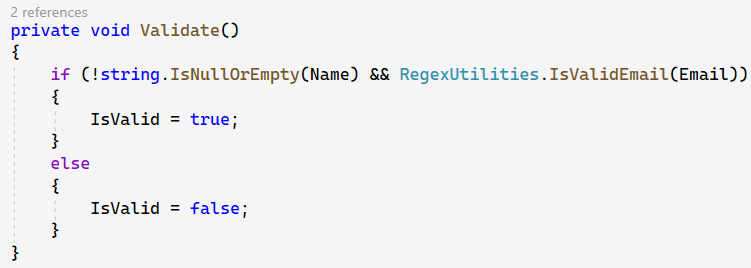 2 references
private void Validate()
{
    if (!string.IsNullOrEmpty(Name) && RegexUtilities.IsValidEmail(Email))
    {
        IsValid = true;
    }
    else
    {
        IsValid = false;
    }
}